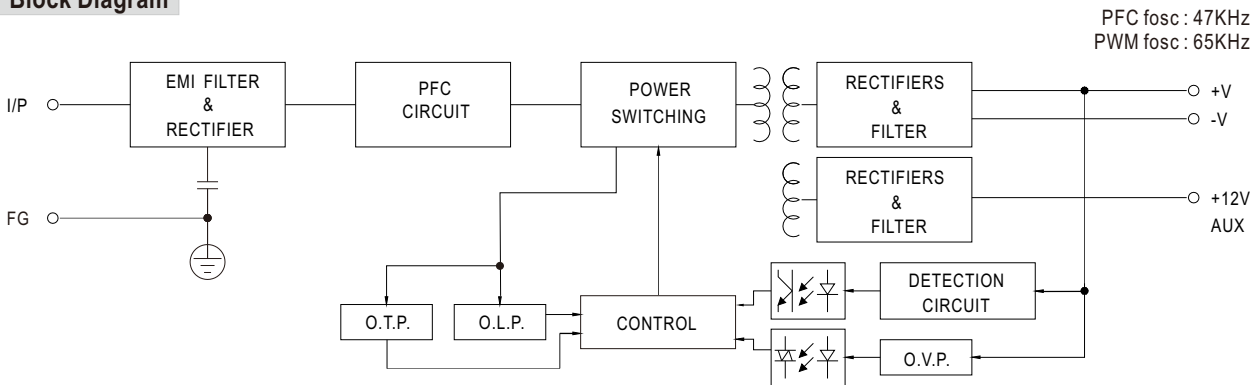 Block Diagram
PFC fosc : 47KHz
PWM fosc : 65KHz
I/P
EMI FILTER
&
RECTIFIER
PFC
CIRCUIT
POWER
SWITCHING
RECTIFIERS
&
FILTER
+V
-V
RECTIFIERS
&
FILTER
+12V
AUX
FG
DETECTION
CIRCUIT
O.T.P.
O.L.P.
CONTROL
O.V.P.